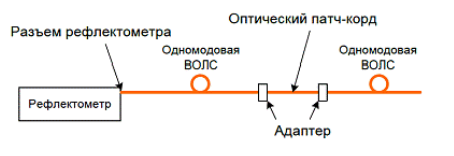 Оптический патч-корд
Разъем рефлектометра
Одномодовая
ВОЛС
Одномодовая
ВОЛС
Рефлектометр
Адаптер